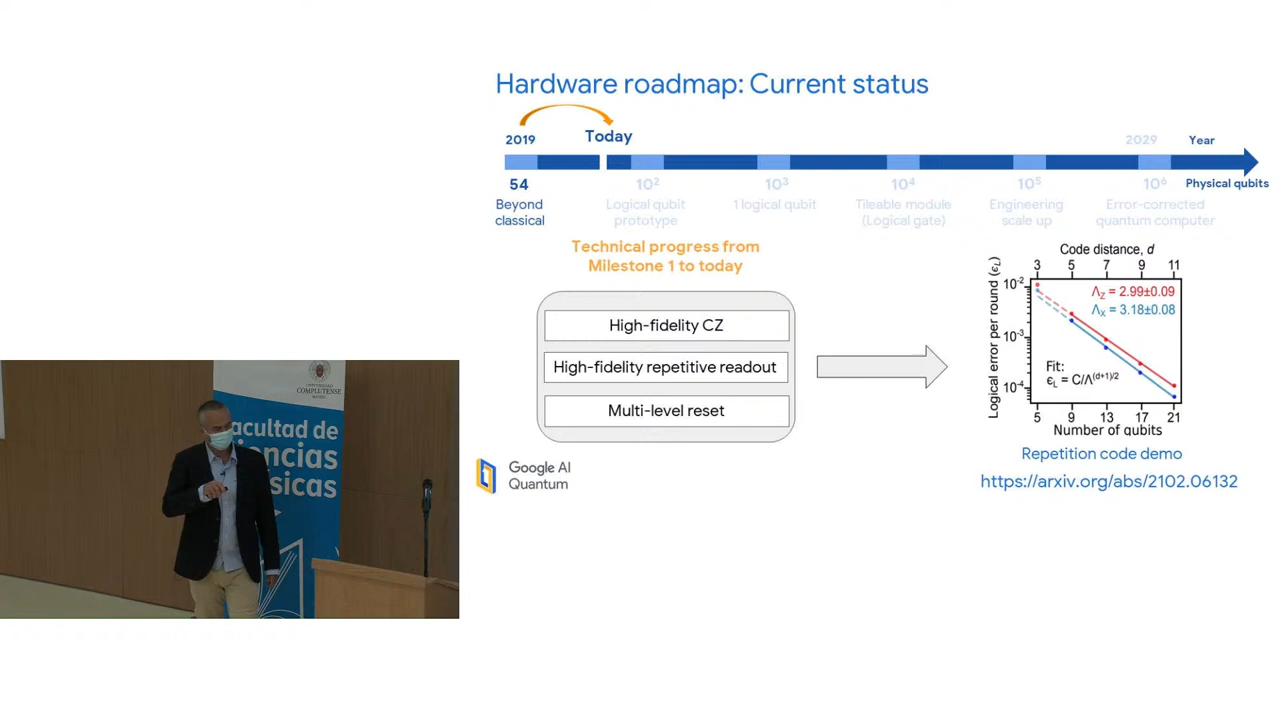 Hardware roadmap: Current status
2019
Today
2029
Year
54
10²
10³
10⁴
10⁵
10⁶
Physical qubits
Beyond
classical
Logical qubit
prototype
1 logical qubit
Tileable module
(Logical gate)
Engineering
scale up
Error-corrected
quantum computer
Technical progress from
Milestone 1 to today
High-fidelity CZ
High-fidelity repetitive readout
Multi-level reset
Code distance, d
3 5 7 9 11
Logical error per round (ϵL)
10⁻²
10⁻³
10⁻⁴
ΛZ = 2.99±0.09
ΛX = 3.18±0.08
Fit:
ϵL = C/Λ^(d+1)/2
5 9 13 17 21
Number of qubits
Repetition code demo
https://arxiv.org/abs/2102.06132
Google AI
Quantum
COMPLUTENSE
acultad de
iencias
sicas